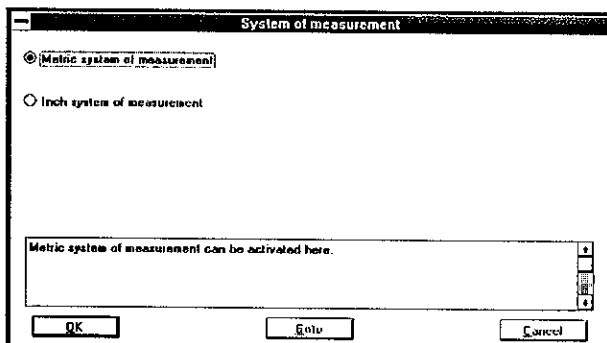 System of measurement
Metric system of measurement
Inch system of measurement
Metric system of measurement can be activated here.
OK
Goto
Cancel